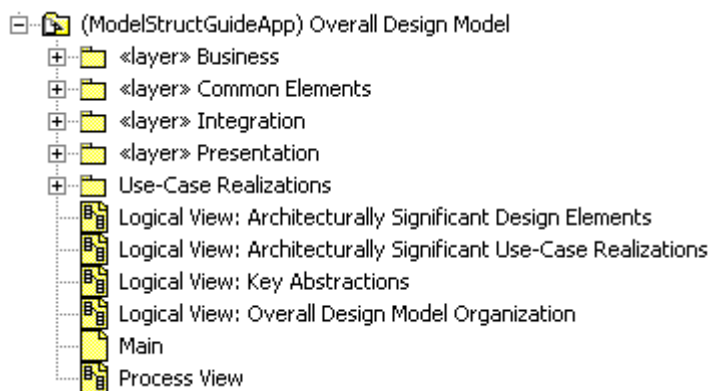 (ModelStructGuideApp) Overall Design Model
«layer» Business
«layer» Common Elements
«layer» Integration
«layer» Presentation
Use-Case Realizations
Logical View: Architecturally Significant Design Elements
Logical View: Architecturally Significant Use-Case Realizations
Logical View: Key Abstractions
Logical View: Overall Design Model Organization
Main
Process View